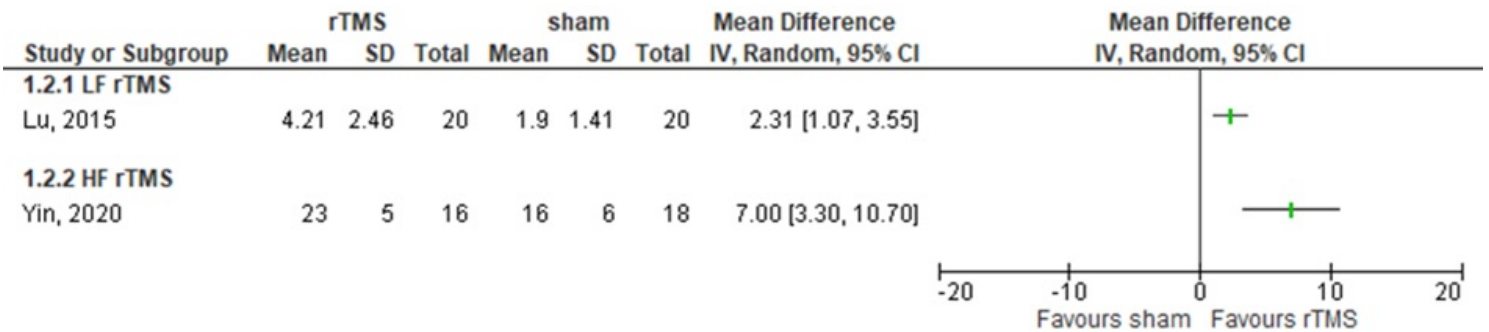 rTMS sham Mean Difference Mean Difference
Study or Subgroup Mean SD Total Mean SD Total IV, Random, 95% CI IV, Random, 95% CI
1.2.1 LF rTMS
Lu, 2015 4.21 2.46 20 1.9 1.41 20 2.31 [1.07, 3.55]
1.2.2 HF rTMS
Yin, 2020 23 5 16 16 6 18 7.00 [3.30, 10.70]
-20 -10 0 10 20
Favours sham Favours rTMS